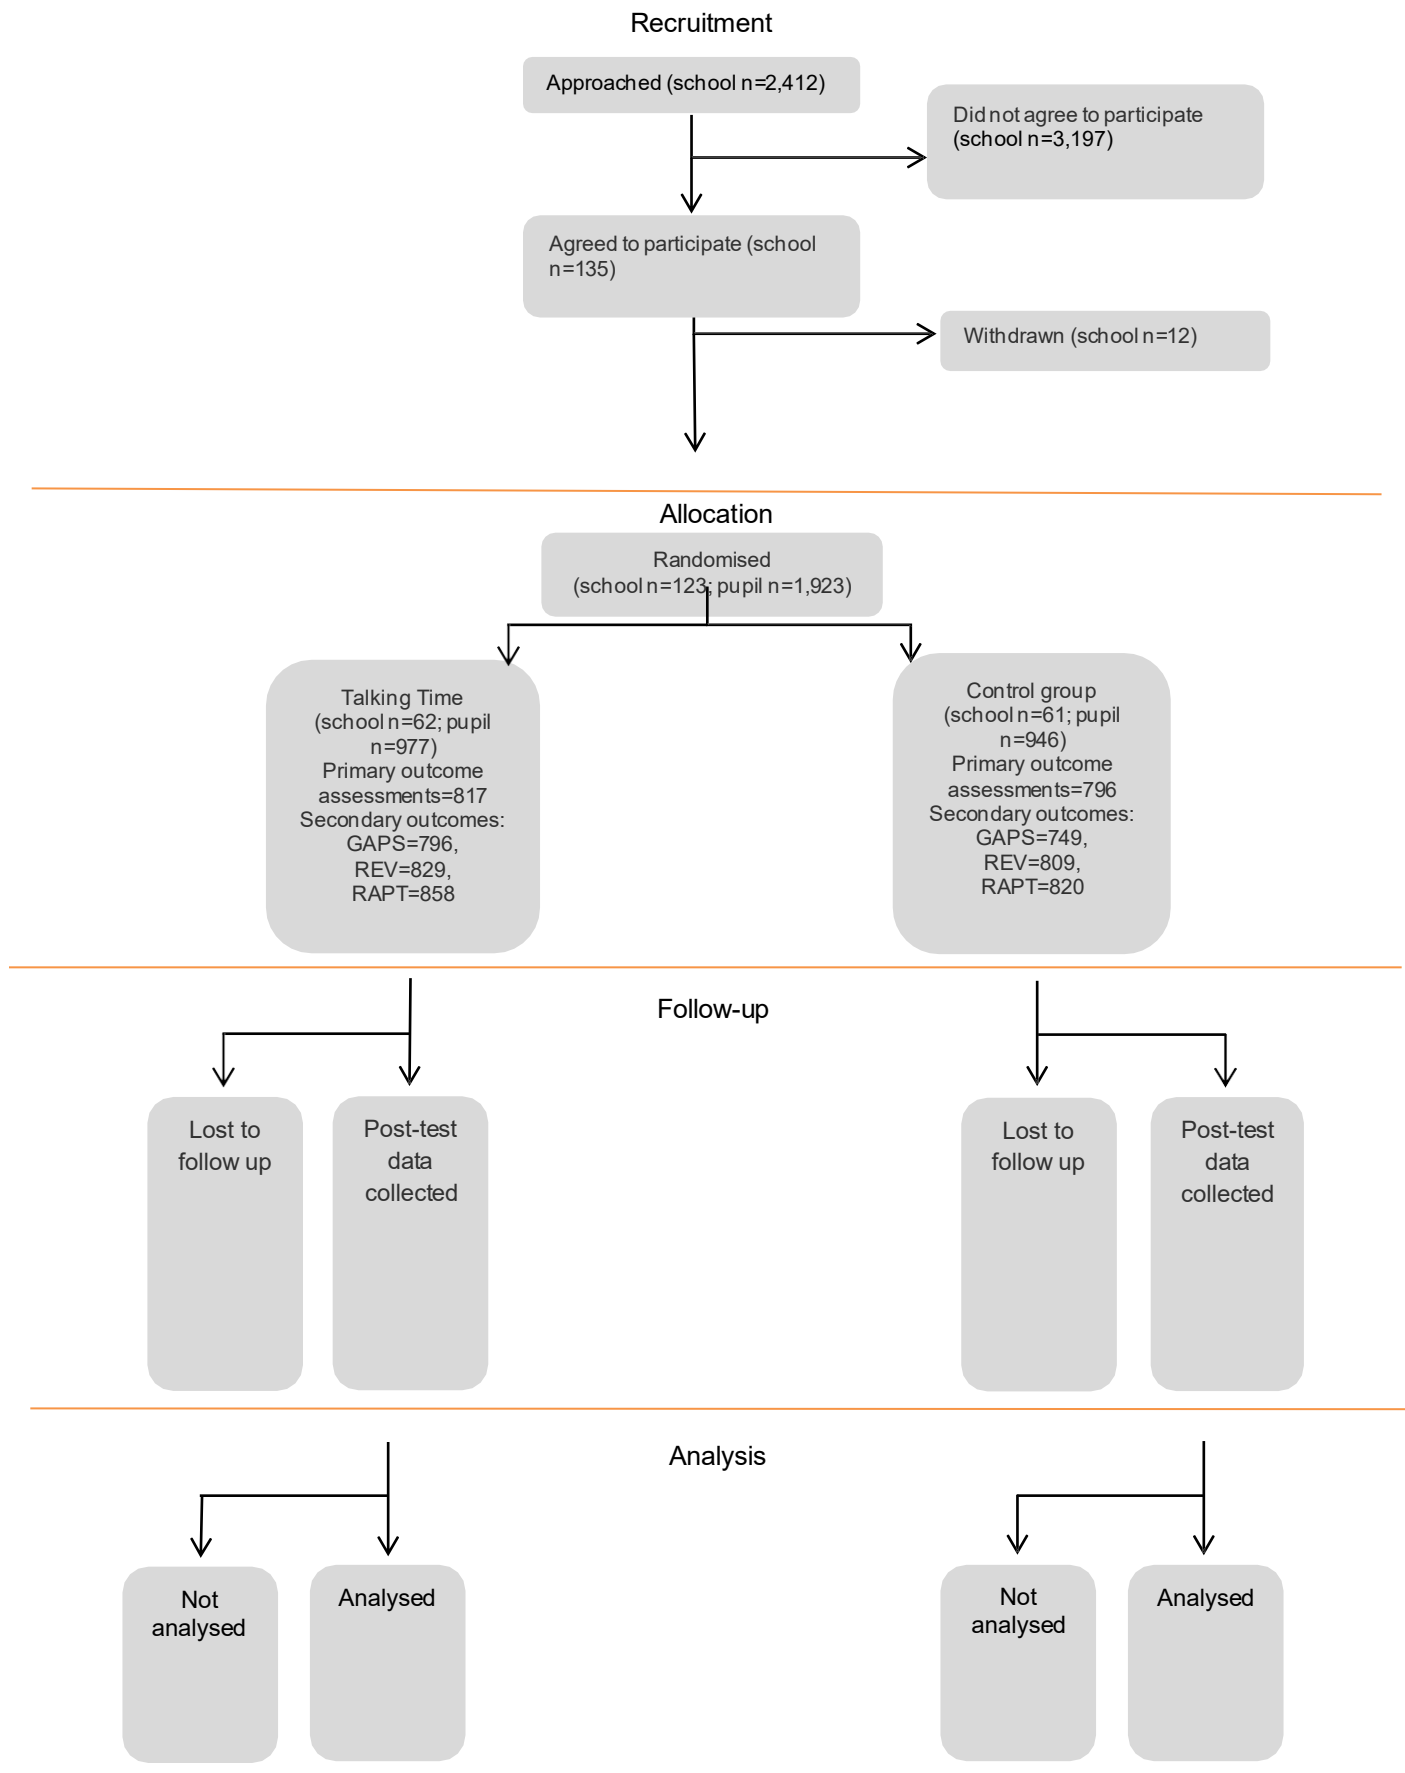 Recruitment
Approached (school n=2,412)
Did not agree to participate
(school n=3,197)
Agreed to participate (school
n=135)
Withdrawn (school n=12)
Allocation
Randomised
(school n=123; pupil n=1,923)
Talking Time
(school n=62; pupil
n=977)
Primary outcome
assessments=817
Secondary outcomes:
GAPS=796,
REV=829,
RAPT=858
Control group
(school n=61; pupil
n=946)
Primary outcome
assessments=796
Secondary outcomes:
GAPS=749,
REV=809,
RAPT=820
Follow-up
Lost to
follow up
Post-test
data
collected
Lost to
follow up
Post-test
data
collected
Analysis
Not
analysed
Analysed
Not
analysed
Analysed